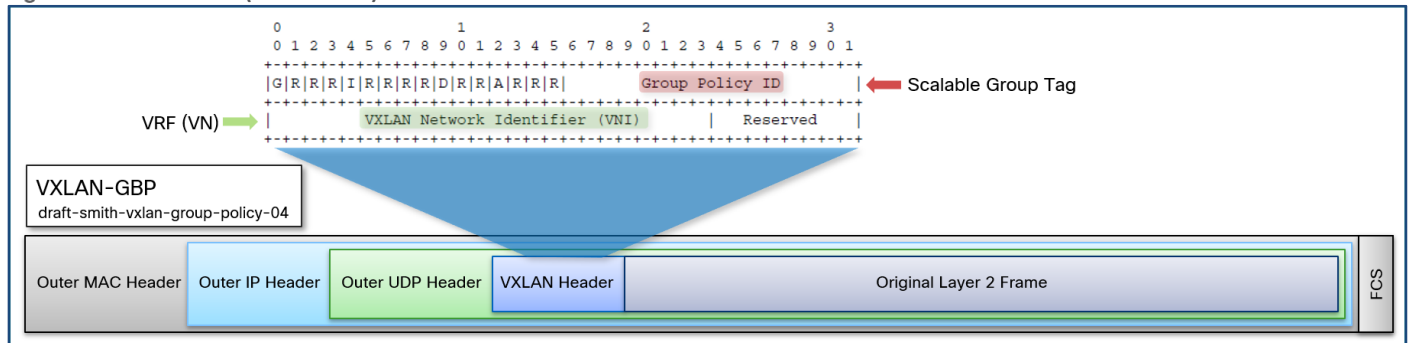 0 1 2 3
0 1 2 3 4 5 6 7 8 9 0 1 2 3 4 5 6 7 8 9 0 1 2 3 4 5 6 7 8 9 0 1
+-+-+-+-+-+-+-+-+-+-+-+-+-+-+-+-+-+-+-+-+-+-+-+-+-+-+-+-+-+-+-+-+
|G|R|R|R|I|R|R|R|R|D|R|R|A|R|R|R| Group Policy ID | Scalable Group Tag
+-+-+-+-+-+-+-+-+-+-+-+-+-+-+-+-+-+-+-+-+-+-+-+-+-+-+-+-+-+-+-+-+
VRF (VN) | VXLAN Network Identifier (VNI) | Reserved |
+-+-+-+-+-+-+-+-+-+-+-+-+-+-+-+-+-+-+-+-+-+-+-+-+-+-+-+-+-+-+-+-+
VXLAN-GBP
draft-smith-vxlan-group-policy-04
Outer MAC Header Outer IP Header Outer UDP Header VXLAN Header Original Layer 2 Frame FCS